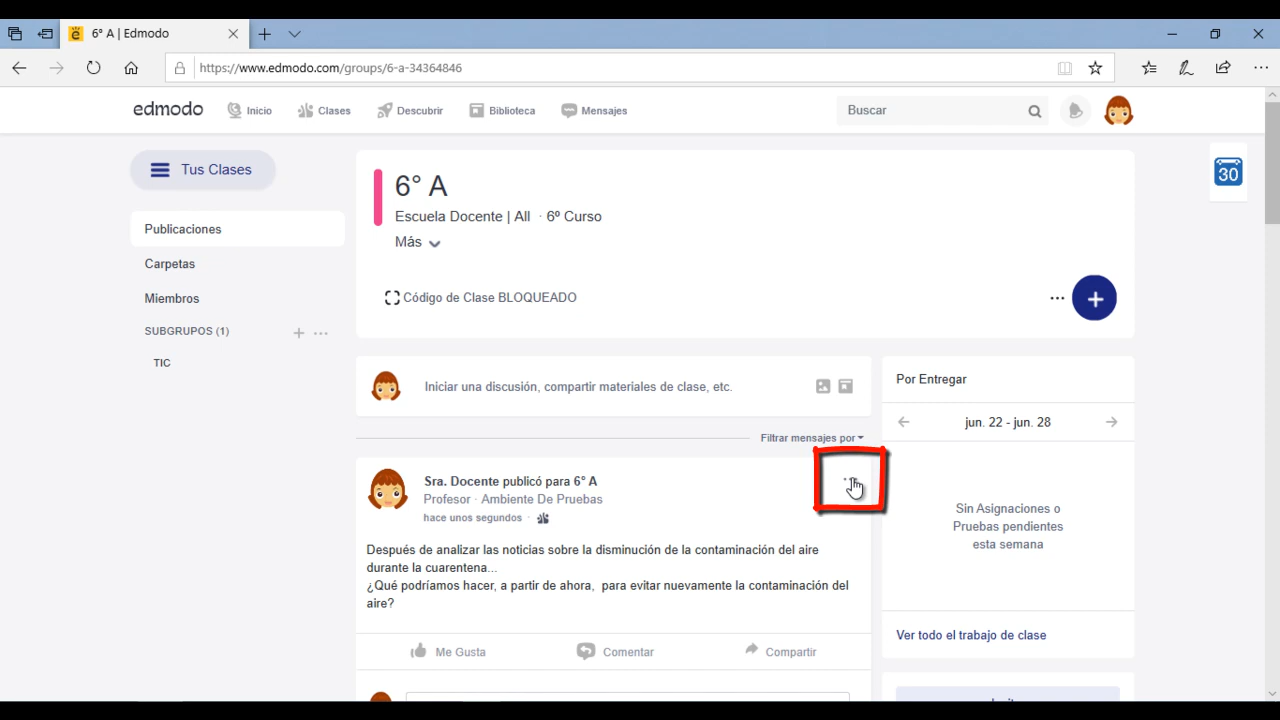 6° A | Edmodo
https://www.edmodo.com/groups/6-a-34364846
edmodo
Inicio
Clases
Descubrir
Biblioteca
Mensajes
Buscar
Tus Clases
6° A
30
Escuela Docente | All · 6º Curso
Publicaciones
Más
Carpetas
Miembros
Código de Clase BLOQUEADO
SUBGRUPOS (1)
TIC
Iniciar una discusión, compartir materiales de clase, etc.
Por Entregar
jun. 22 - jun. 28
Filtrar mensajes por
Sra. Docente publicó para 6° A
Profesor · Ambiente De Pruebas
hace unos segundos ·
Sin Asignaciones o
Pruebas pendientes
esta semana
Después de analizar las noticias sobre la disminución de la contaminación del aire
durante la cuarentena...
¿Qué podríamos hacer, a partir de ahora, para evitar nuevamente la contaminación del
aire?
Ver todo el trabajo de clase
Me Gusta
Comentar
Compartir